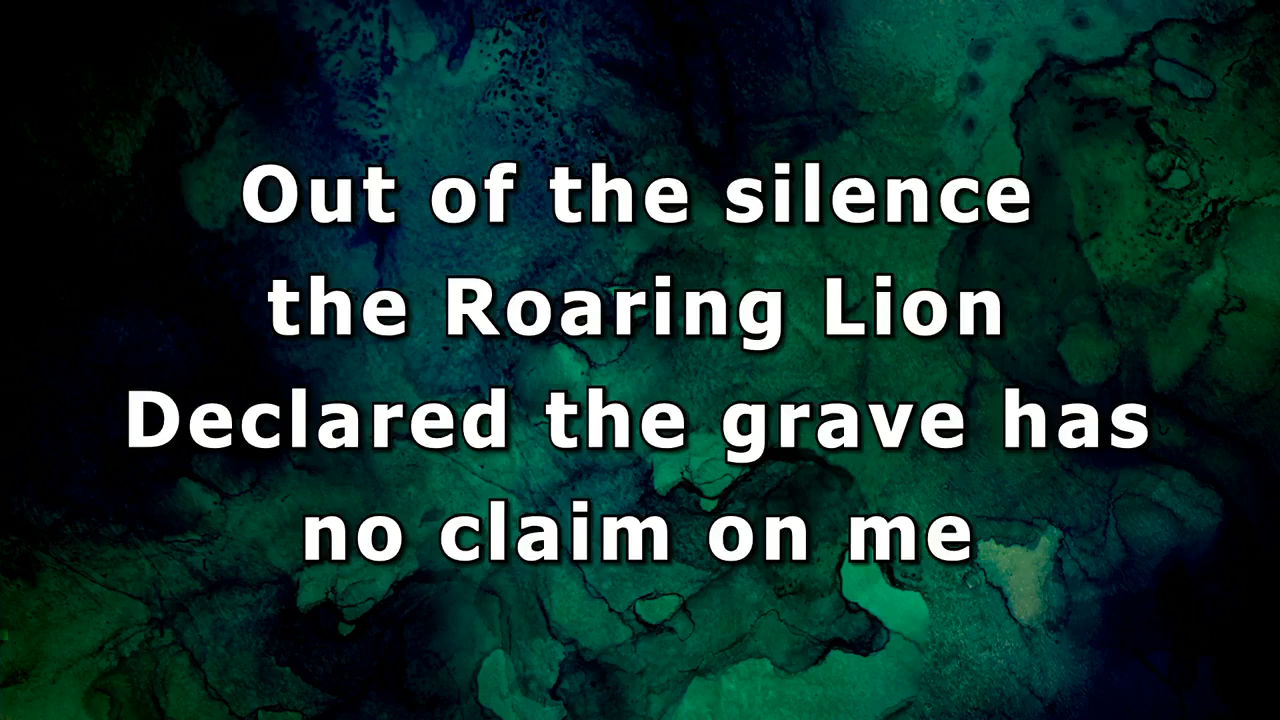 Out of the silence
the Roaring Lion
Declared the grave has
no claim on me